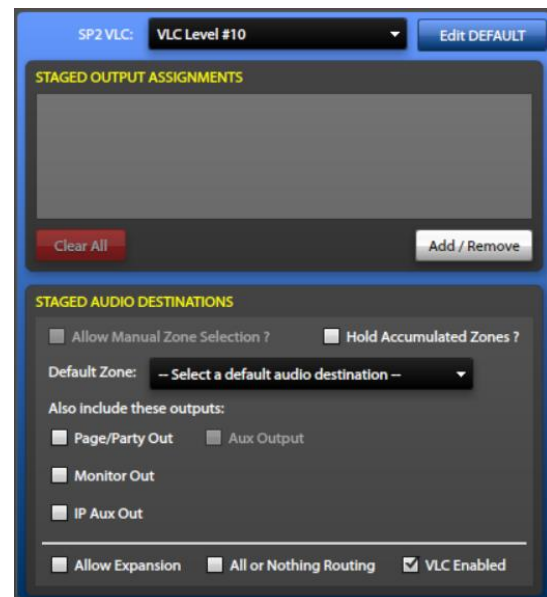 SP2 VLC: VLC Level #10 Edit DEFAULT
STAGED OUTPUT ASSIGNMENTS
Clear All Add / Remove
STAGED AUDIO DESTINATIONS
Allow Manual Zone Selection ? Hold Accumulated Zones ?
Default Zone: -- Select a default audio destination --
Also include these outputs:
Page/Party Out Aux Output
Monitor Out
IP Aux Out
Allow Expansion All or Nothing Routing VLC Enabled